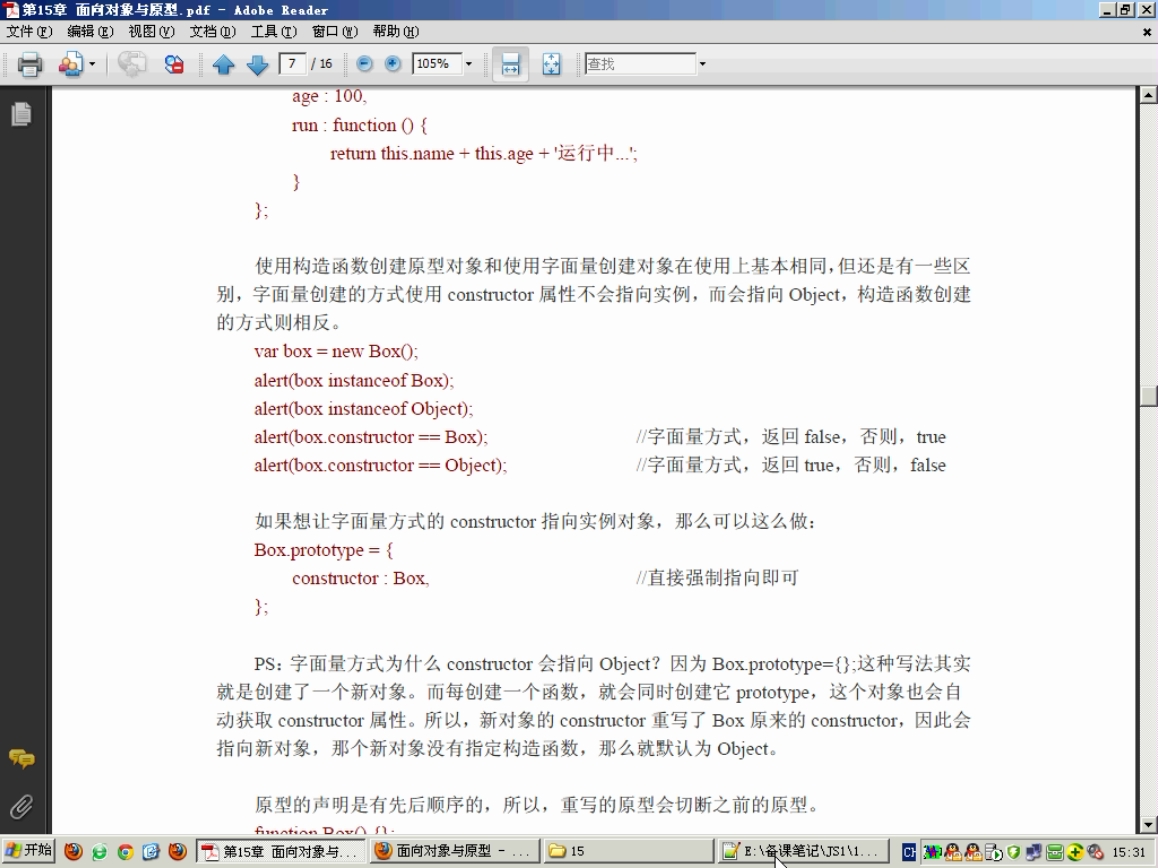 第15章 面向对象与原型.pdf - Adobe Reader
文件(F) 编辑(E) 视图(V) 文档(D) 工具(T) 窗口(W) 帮助(H)
7 / 16 105% 查找
age : 100,
run : function () {
return this.name + this.age + '运行中...';
}
};
使用构造函数创建原型对象和使用字面量创建对象在使用上基本相同，但还是有一些区
别，字面量创建的方式使用 constructor 属性不会指向实例，而会指向 Object，构造函数创建
的方式则相反。
var box = new Box();
alert(box instanceof Box);
alert(box instanceof Object);
alert(box.constructor == Box); //字面量方式，返回 false，否则，true
alert(box.constructor == Object); //字面量方式，返回 true，否则，false
如果想让字面量方式的 constructor 指向实例对象，那么可以这么做：
Box.prototype = {
constructor : Box, //直接强制指向即可
};
PS：字面量方式为什么 constructor 会指向 Object？因为 Box.prototype={};这种写法其实
就是创建了一个新对象。而每创建一个函数，就会同时创建它 prototype，这个对象也会自
动获取 constructor 属性。所以，新对象的 constructor 重写了 Box 原来的 constructor，因此会
指向新对象，那个新对象没有指定构造函数，那么就默认为 Object。
原型的声明是有先后顺序的，所以，重写的原型会切断之前的原型。
function Box() {};
开始 第15章 面向对象与... 面向对象与原型 - ... 15 E:\备课笔记\JS1\1... CH 15:31